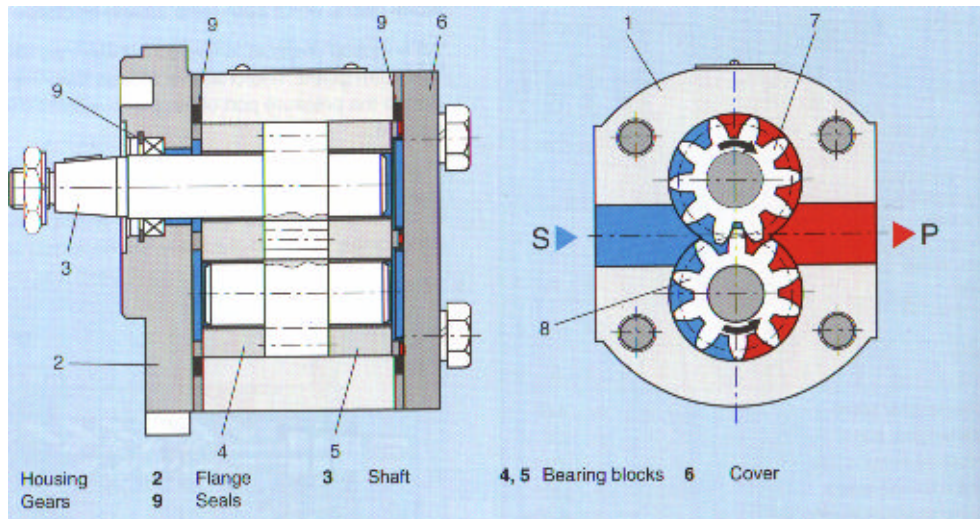 9 9 6 1 7
9
S P
3
8
2
4 5
Housing 2 Flange 3 Shaft 4, 5 Bearing blocks 6 Cover
Gears 9 Seals